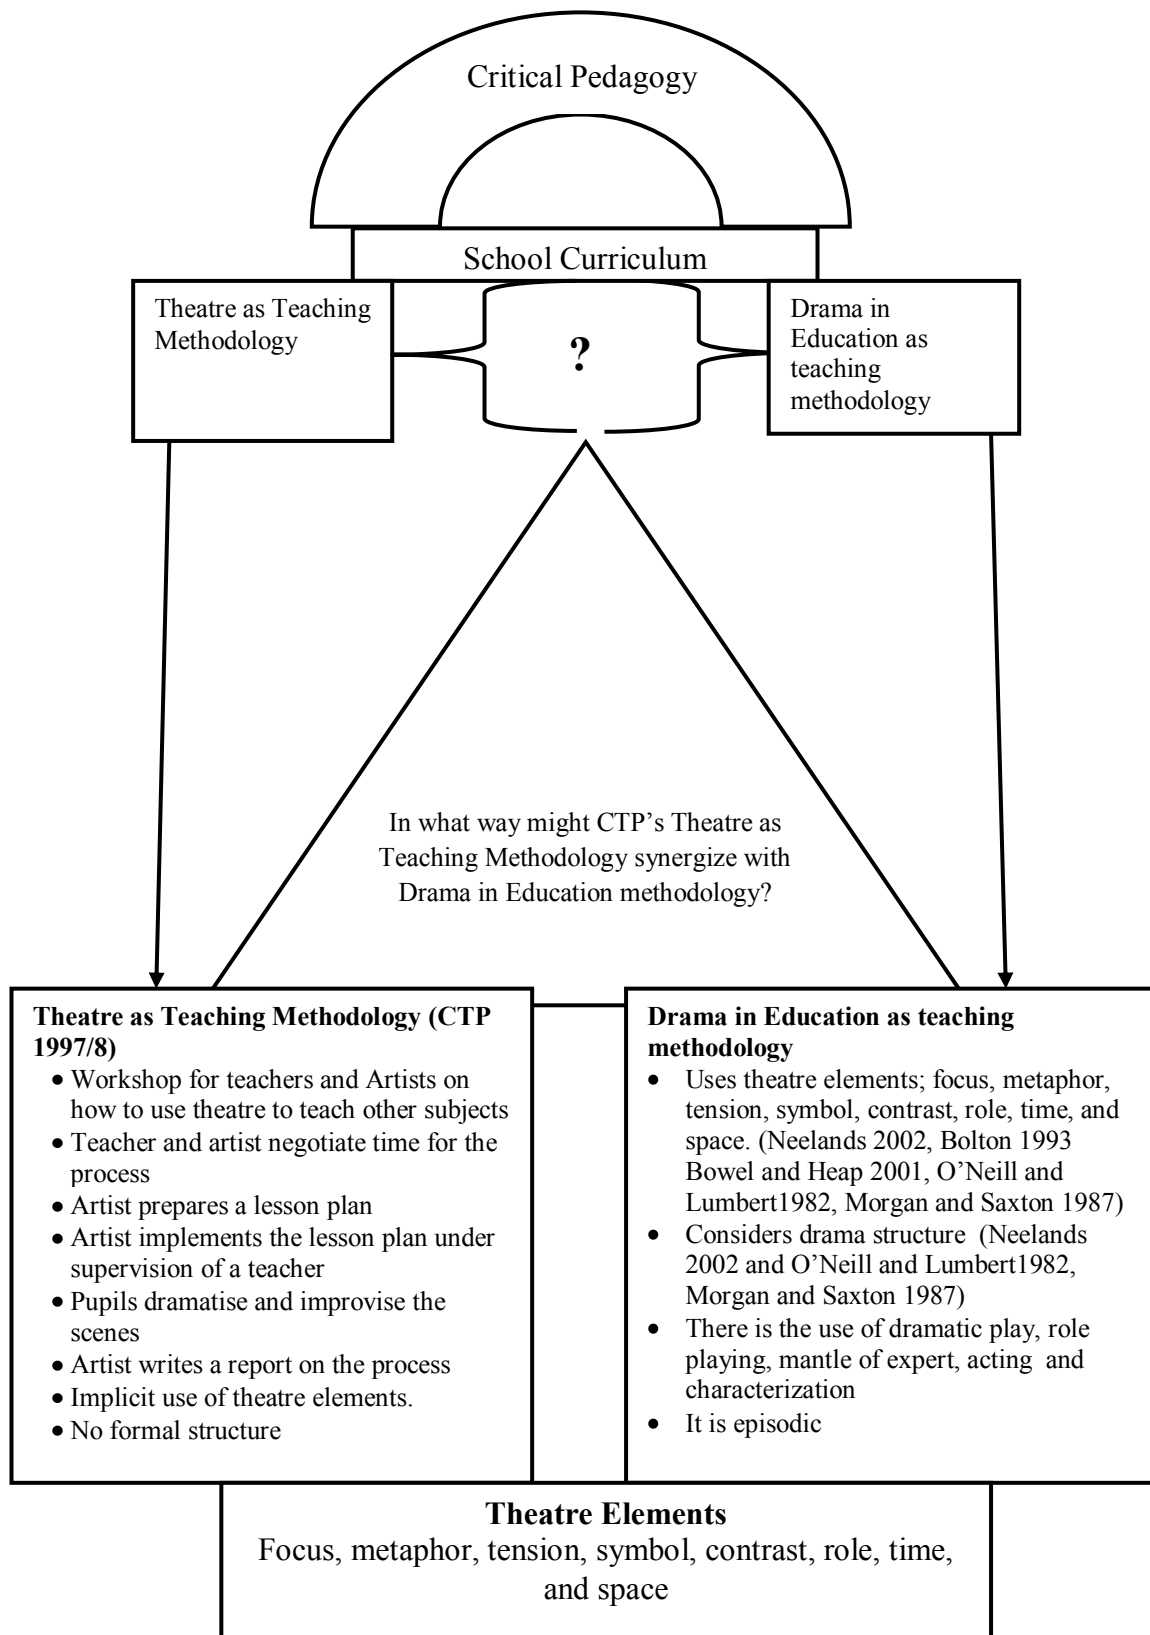 Critical Pedagogy
School Curriculum
Theatre as Teaching
Methodology
?
Drama in
Education as
teaching
methodology
In what way might CTP’s Theatre as
Teaching Methodology synergize with
Drama in Education methodology?
Theatre as Teaching Methodology (CTP
1997/8)
• Workshop for teachers and Artists on
how to use theatre to teach other subjects
• Teacher and artist negotiate time for the
process
• Artist prepares a lesson plan
• Artist implements the lesson plan under
supervision of a teacher
• Pupils dramatise and improvise the
scenes
• Artist writes a report on the process
• Implicit use of theatre elements.
• No formal structure
Drama in Education as teaching
methodology
• Uses theatre elements; focus, metaphor,
tension, symbol, contrast, role, time, and
space. (Neelands 2002, Bolton 1993
Bowel and Heap 2001, O’Neill and
Lumbert1982, Morgan and Saxton 1987)
• Considers drama structure (Neelands
2002 and O’Neill and Lumbert1982,
Morgan and Saxton 1987)
• There is the use of dramatic play, role
playing, mantle of expert, acting and
characterization
• It is episodic
Theatre Elements
Focus, metaphor, tension, symbol, contrast, role, time,
and space